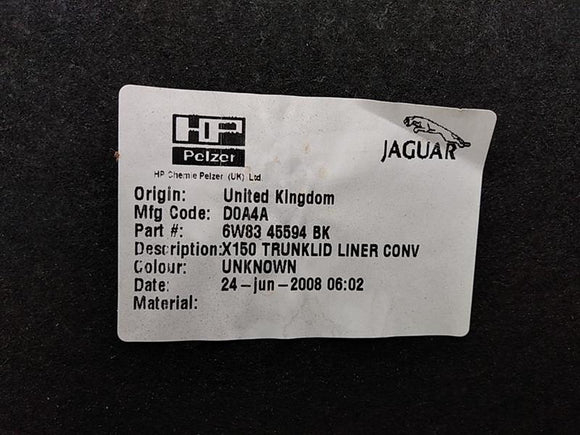 HP
Pelzer
JAGUAR
HP Chemie Pelzer (UK) Ltd
Origin: United Kingdom
Mfg Code: D0A4A
Part #: 6W83 45594 BK
Description:X150 TRUNKLID LINER CONV
Colour: UNKNOWN
Date: 24-jun-2008 06:02
Material: